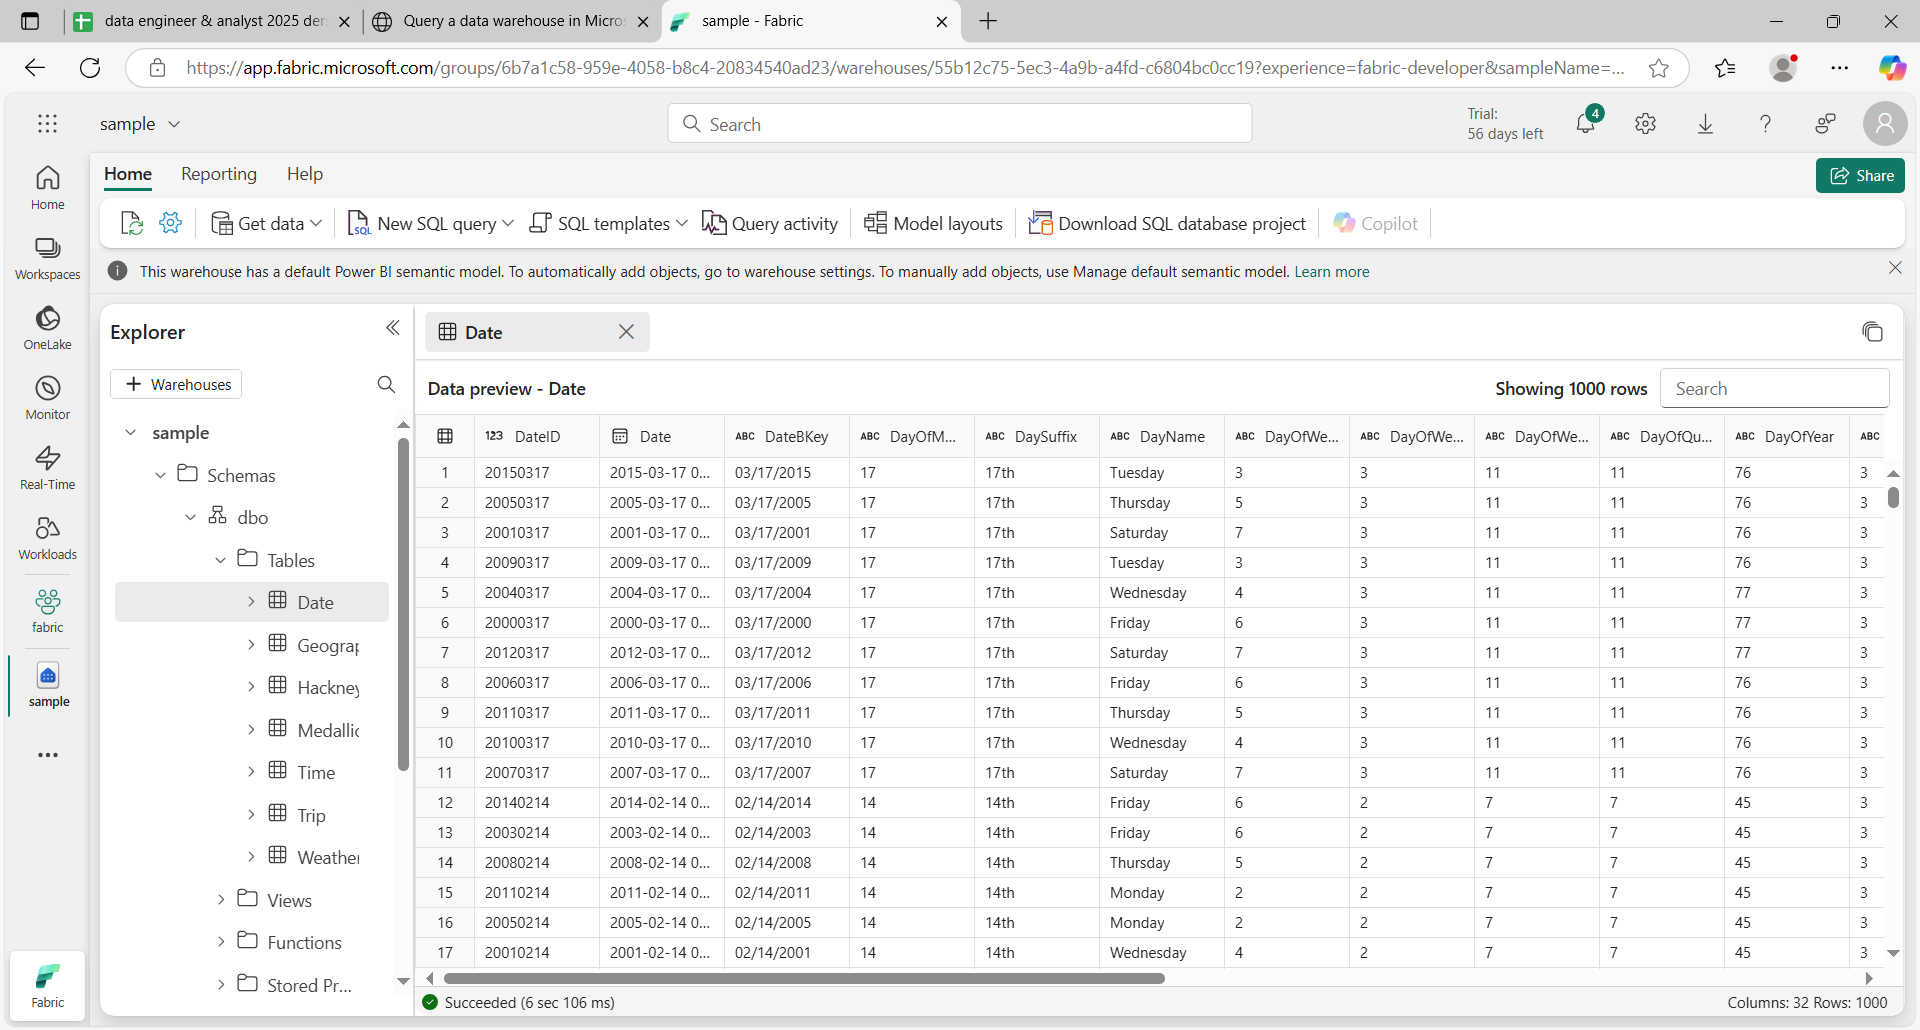 data engineer & analyst 2025 der
Query a data warehouse in Micros
sample - Fabric
https://app.fabric.microsoft.com/groups/6b7a1c58-959e-4058-b8c4-20834540ad23/warehouses/55b12c75-5ec3-4a9b-a4fd-c6804bc0cc19?experience=fabric-developer&sampleName=...
sample
Search
Trial:
56 days left
4
Home
Reporting
Help
Share
Get data
New SQL query
SQL templates
Query activity
Model layouts
Download SQL database project
Copilot
This warehouse has a default Power BI semantic model. To automatically add objects, go to warehouse settings. To manually add objects, use Manage default semantic model. Learn more
Home
Workspaces
OneLake
Monitor
Real-Time
Workloads
fabric
sample
Fabric
Explorer
Warehouses
sample
Schemas
dbo
Tables
Date
Geograp
Hackney
Medallio
Time
Trip
Weather
Views
Functions
Stored Pr...
Date
Data preview - Date
Showing 1000 rows
Search
123 DateID Date ABC DateBKey ABC DayOfM... ABC DaySuffix ABC DayName ABC DayOfWe... ABC DayOfWe... ABC DayOfWe... ABC DayOfQu... ABC DayOfYear ABC
1 20150317 2015-03-17 0... 03/17/2015 17 17th Tuesday 3 3 11 11 76 3
2 20050317 2005-03-17 0... 03/17/2005 17 17th Thursday 5 3 11 11 76 3
3 20010317 2001-03-17 0... 03/17/2001 17 17th Saturday 7 3 11 11 76 3
4 20090317 2009-03-17 0... 03/17/2009 17 17th Tuesday 3 3 11 11 76 3
5 20040317 2004-03-17 0... 03/17/2004 17 17th Wednesday 4 3 11 11 77 3
6 20000317 2000-03-17 0... 03/17/2000 17 17th Friday 6 3 11 11 77 3
7 20120317 2012-03-17 0... 03/17/2012 17 17th Saturday 7 3 11 11 77 3
8 20060317 2006-03-17 0... 03/17/2006 17 17th Friday 6 3 11 11 76 3
9 20110317 2011-03-17 0... 03/17/2011 17 17th Thursday 5 3 11 11 76 3
10 20100317 2010-03-17 0... 03/17/2010 17 17th Wednesday 4 3 11 11 76 3
11 20070317 2007-03-17 0... 03/17/2007 17 17th Saturday 7 3 11 11 76 3
12 20140214 2014-02-14 0... 02/14/2014 14 14th Friday 6 2 7 7 45 3
13 20030214 2003-02-14 0... 02/14/2003 14 14th Friday 6 2 7 7 45 3
14 20080214 2008-02-14 0... 02/14/2008 14 14th Thursday 5 2 7 7 45 3
15 20110214 2011-02-14 0... 02/14/2011 14 14th Monday 2 2 7 7 45 3
16 20050214 2005-02-14 0... 02/14/2005 14 14th Monday 2 2 7 7 45 3
17 20010214 2001-02-14 0... 02/14/2001 14 14th Wednesday 4 2 7 7 45 3
Succeeded (6 sec 106 ms)
Columns: 32 Rows: 1000